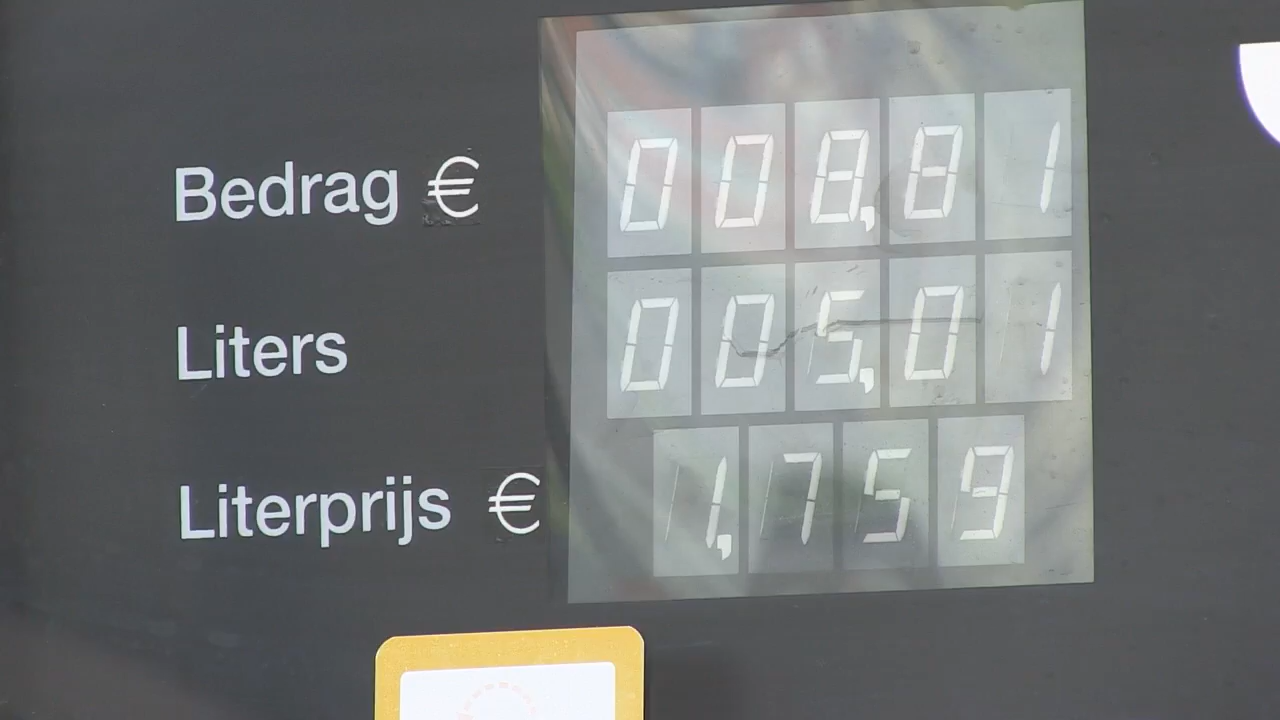 Bedrag € 008,81
Liters 005,01
Literprijs € 1,759